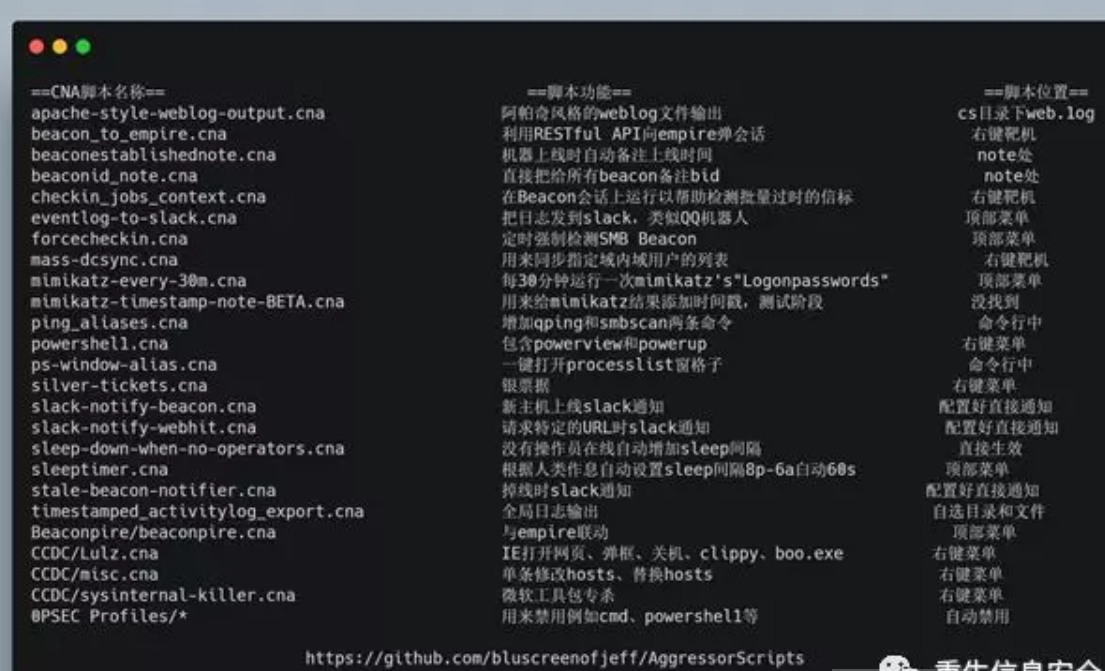 ==CNA脚本名称== ==脚本功能== ==脚本位置==
apache-style-weblog-output.cna 阿帕奇风格的weblog文件输出 cs目录下web.log
beacon_to_empire.cna 利用RESTful API向empire弹会话 右键靶机
beaconestablishednote.cna 机器上线时自动备注上线时间 note处
beaconid_note.cna 直接把给所有beacon备注bid note处
checkin_jobs_context.cna 在Beacon会话上运行以帮助检测批量过时的信标 右键靶机
eventlog-to-slack.cna 把日志发到slack，类似QQ机器人 顶部菜单
forcecheckin.cna 定时强制检测SMB Beacon 顶部菜单
mass-dcsync.cna 用来同步指定域内域用户的列表 右键靶机
mimikatz-every-30m.cna 每30分钟运行一次mimikatz's"Logonpasswords" 顶部菜单
mimikatz-timestamp-note-BETA.cna 用来给mimikatz结果添加时间戳，测试阶段 没找到
ping_aliases.cna 增加qping和smbscan两条命令 命令行中
powershell.cna 包含powerview和powerup 右键菜单
ps-window-alias.cna 一键打开processlist窗格子 命令行中
silver-tickets.cna 银票据 右键菜单
slack-notify-beacon.cna 新主机上线slack通知 配置好直接通知
slack-notify-webhit.cna 请求特定的URL时slack通知 配置好直接通知
sleep-down-when-no-operators.cna 没有操作员在线自动增加sleep间隔 直接生效
sleeptimer.cna 根据人类作息自动设置sleep间隔8p-6a自动60s 顶部菜单
stale-beacon-notifier.cna 掉线时slack通知 配置好直接通知
timestamped_activitylog_export.cna 全局日志输出 自选目录和文件
Beaconpire/beaconpire.cna 与empire联动 顶部菜单
CCDC/Lulz.cna IE打开网页、弹框、关机、clippy、boo.exe 右键菜单
CCDC/misc.cna 单条修改hosts、替换hosts 右键菜单
CCDC/sysinternal-killer.cna 微软工具包专杀 右键菜单
0PSEC Profiles/* 用来禁用例如cmd、powershell等 自动禁用
https://github.com/bluscreenofjeff/AggressorScripts
重生信息安全